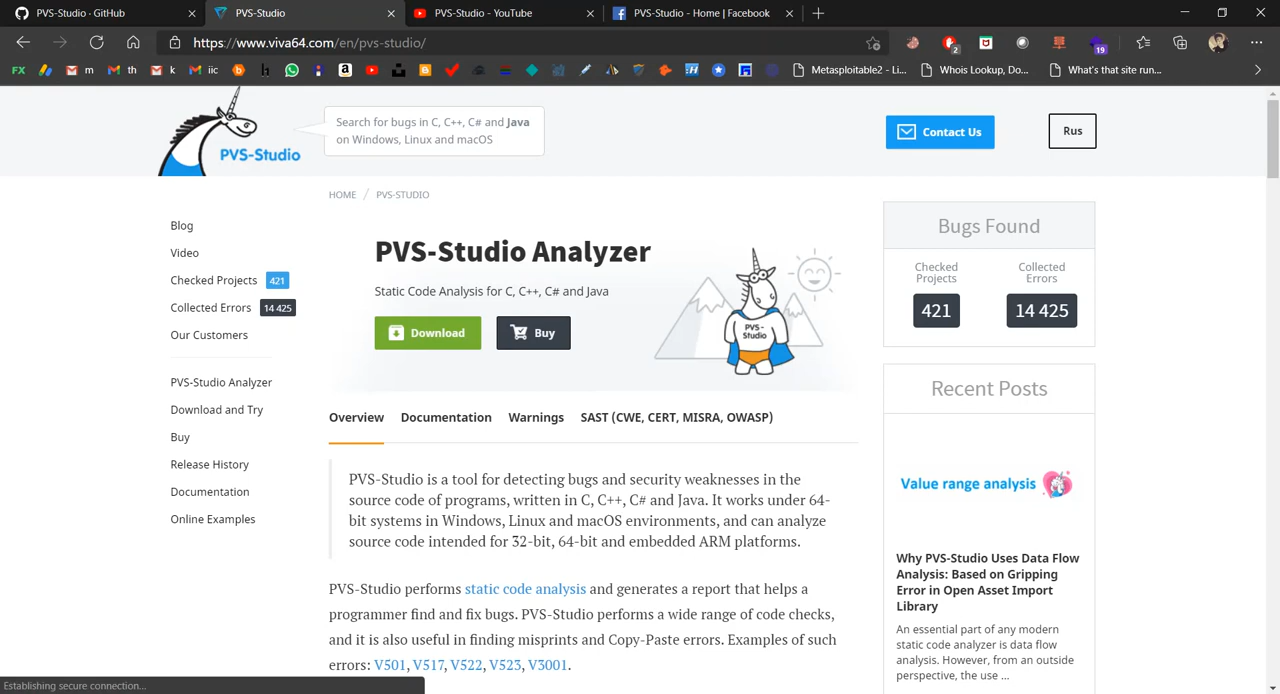 PVS-Studio · GitHub
PVS-Studio
PVS-Studio - YouTube
PVS-Studio - Home | Facebook
https://www.viva64.com/en/pvs-studio/
2
19
FX
m
th
k
iic
Metasploitable2 - Li...
Whois Lookup, Do...
What's that site run...
PVS-Studio
Search for bugs in C, C++, C# and Java
on Windows, Linux and macOS
Contact Us
Rus
HOME / PVS-STUDIO
Blog
Video
Checked Projects 421
Collected Errors 14 425
Our Customers
PVS-Studio Analyzer
Download and Try
Buy
Release History
Documentation
Online Examples
PVS-Studio Analyzer
Static Code Analysis for C, C++, C# and Java
Download
Buy
PVS-
Studio
Overview
Documentation
Warnings
SAST (CWE, CERT, MISRA, OWASP)
PVS-Studio is a tool for detecting bugs and security weaknesses in the
source code of programs, written in C, C++, C# and Java. It works under 64-
bit systems in Windows, Linux and macOS environments, and can analyze
source code intended for 32-bit, 64-bit and embedded ARM platforms.
PVS-Studio performs static code analysis and generates a report that helps a
programmer find and fix bugs. PVS-Studio performs a wide range of code checks,
and it is also useful in finding misprints and Copy-Paste errors. Examples of such
errors: V501, V517, V522, V523, V3001.
Bugs Found
Checked
Projects
421
Collected
Errors
14 425
Recent Posts
Value range analysis
Why PVS-Studio Uses Data Flow
Analysis: Based on Gripping
Error in Open Asset Import
Library
An essential part of any modern
static code analyzer is data flow
analysis. However, from an outside
perspective, the use ...
Establishing secure connection...